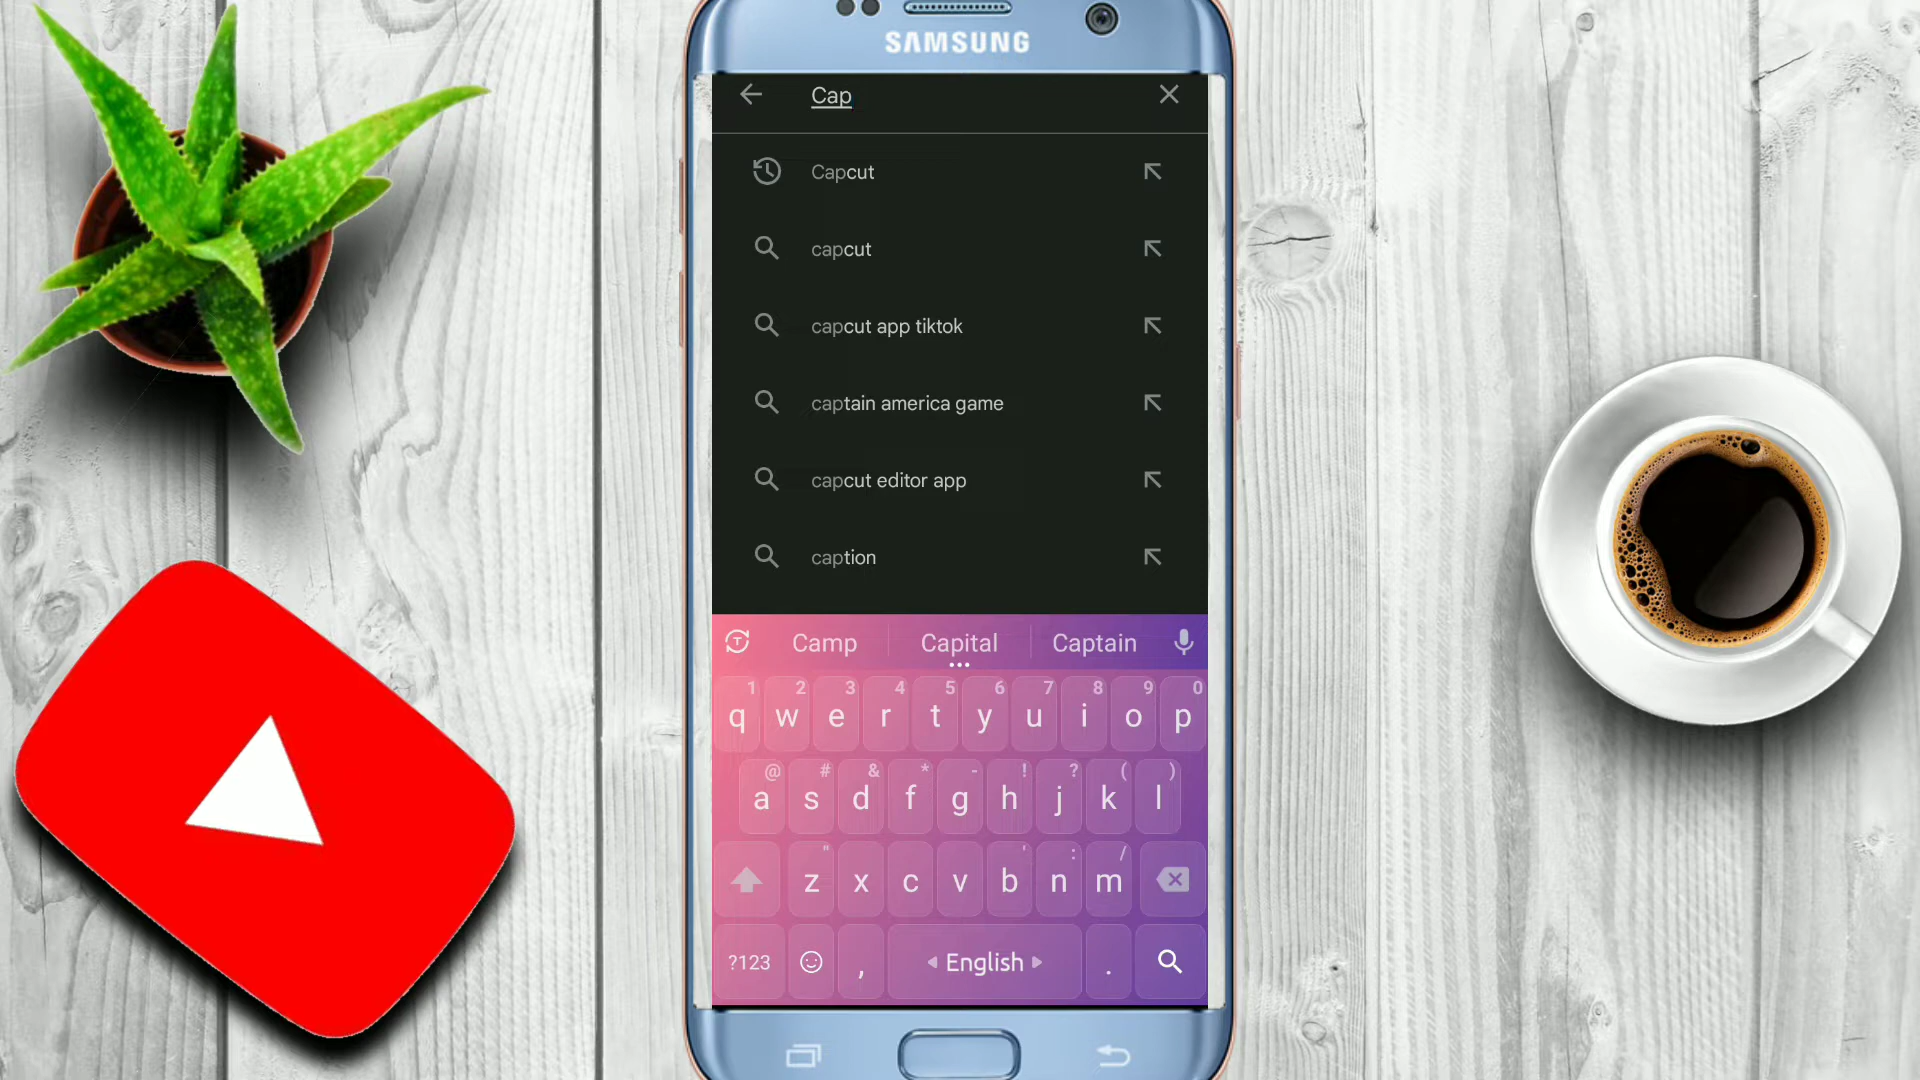 SAMSUNG
Cap
Capcut
capcut
capcut app tiktok
captain america game
capcut editor app
caption
Camp Capital Captain
1 2 3 4 5 6 7 8 9 0
q w e r t y u i o p
@ # & * - ! ? ( )
a s d f g h j k l
" ' : /
z x c v b n m
?123 , English .